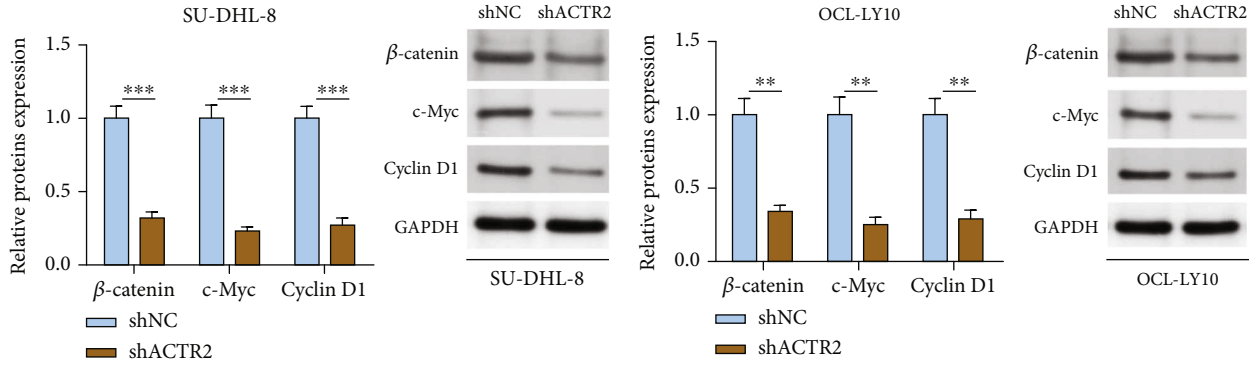 SU-DHL-8
Relative proteins expression
1.5
1.0
0.5
0.0
***
***
***
β-catenin
c-Myc
Cyclin D1
shNC
shACTR2
shNC
shACTR2
β-catenin
c-Myc
Cyclin D1
GAPDH
SU-DHL-8
OCL-LY10
Relative proteins expression
1.5
1.0
0.5
0.0
**
**
**
β-catenin
c-Myc
Cyclin D1
shNC
shACTR2
shNC
shACTR2
β-catenin
c-Myc
Cyclin D1
GAPDH
OCL-LY10